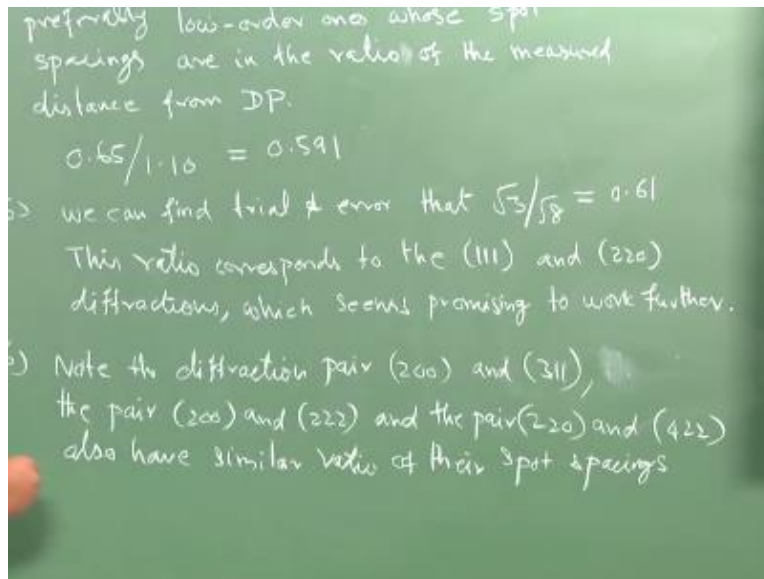 preferably low-order ones whose spot
spacings are in the ratio of the measured
distance from DP.
0.65/1.10 = 0.591
5) we can find trial & error that √3/√8 = 0.61
This ratio corresponds to the (111) and (220)
diffractions, which seems promising to work further.
) Note the diffraction pair (200) and (311),
the pair (200) and (222) and the pair (220) and (422)
also have similar ratio of their spot spacings